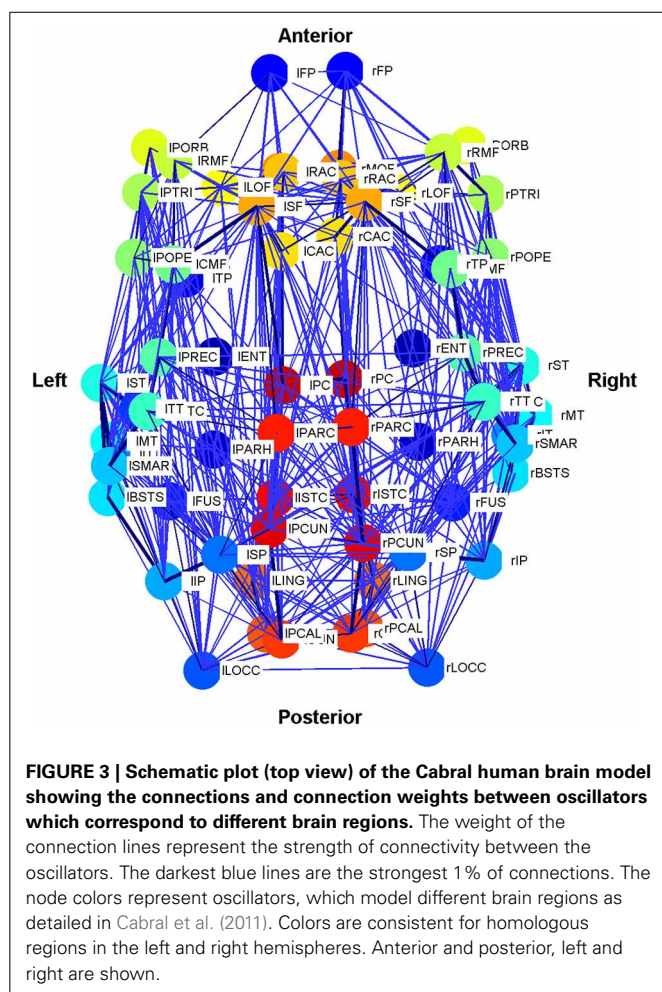 Anterior
lFP rFP
lPORB PORB
lRMF rRMF
lRAC rMOF
rRAC
lPTRI lLOF rLOF rPTRI
lSF rSF
rCAC
lCAC
lPOPE rPOPE
lCMF rTP MF
lTP
lPREC lENT rENT rPREC
rST
Left lST lPC rPC Right
lTT TC rTT C
rMT
lPARC rPARC
lMT rSMAR
lPARH rPARH
lSMAR
rBSTS
lBSTS lFUS lISTC rISTC rFUS
lPCUN
rPCUN
lSP rSP
rIP
lIP lLING rLING
lPCAL rPCAL
lLOCC rLOCC
Posterior
FIGURE 3 | Schematic plot (top view) of the Cabral human brain model
showing the connections and connection weights between oscillators
which correspond to different brain regions. The weight of the
connection lines represent the strength of connectivity between the
oscillators. The darkest blue lines are the strongest 1% of connections. The
node colors represent oscillators, which model different brain regions as
detailed in Cabral et al. (2011). Colors are consistent for homologous
regions in the left and right hemispheres. Anterior and posterior, left and
right are shown.